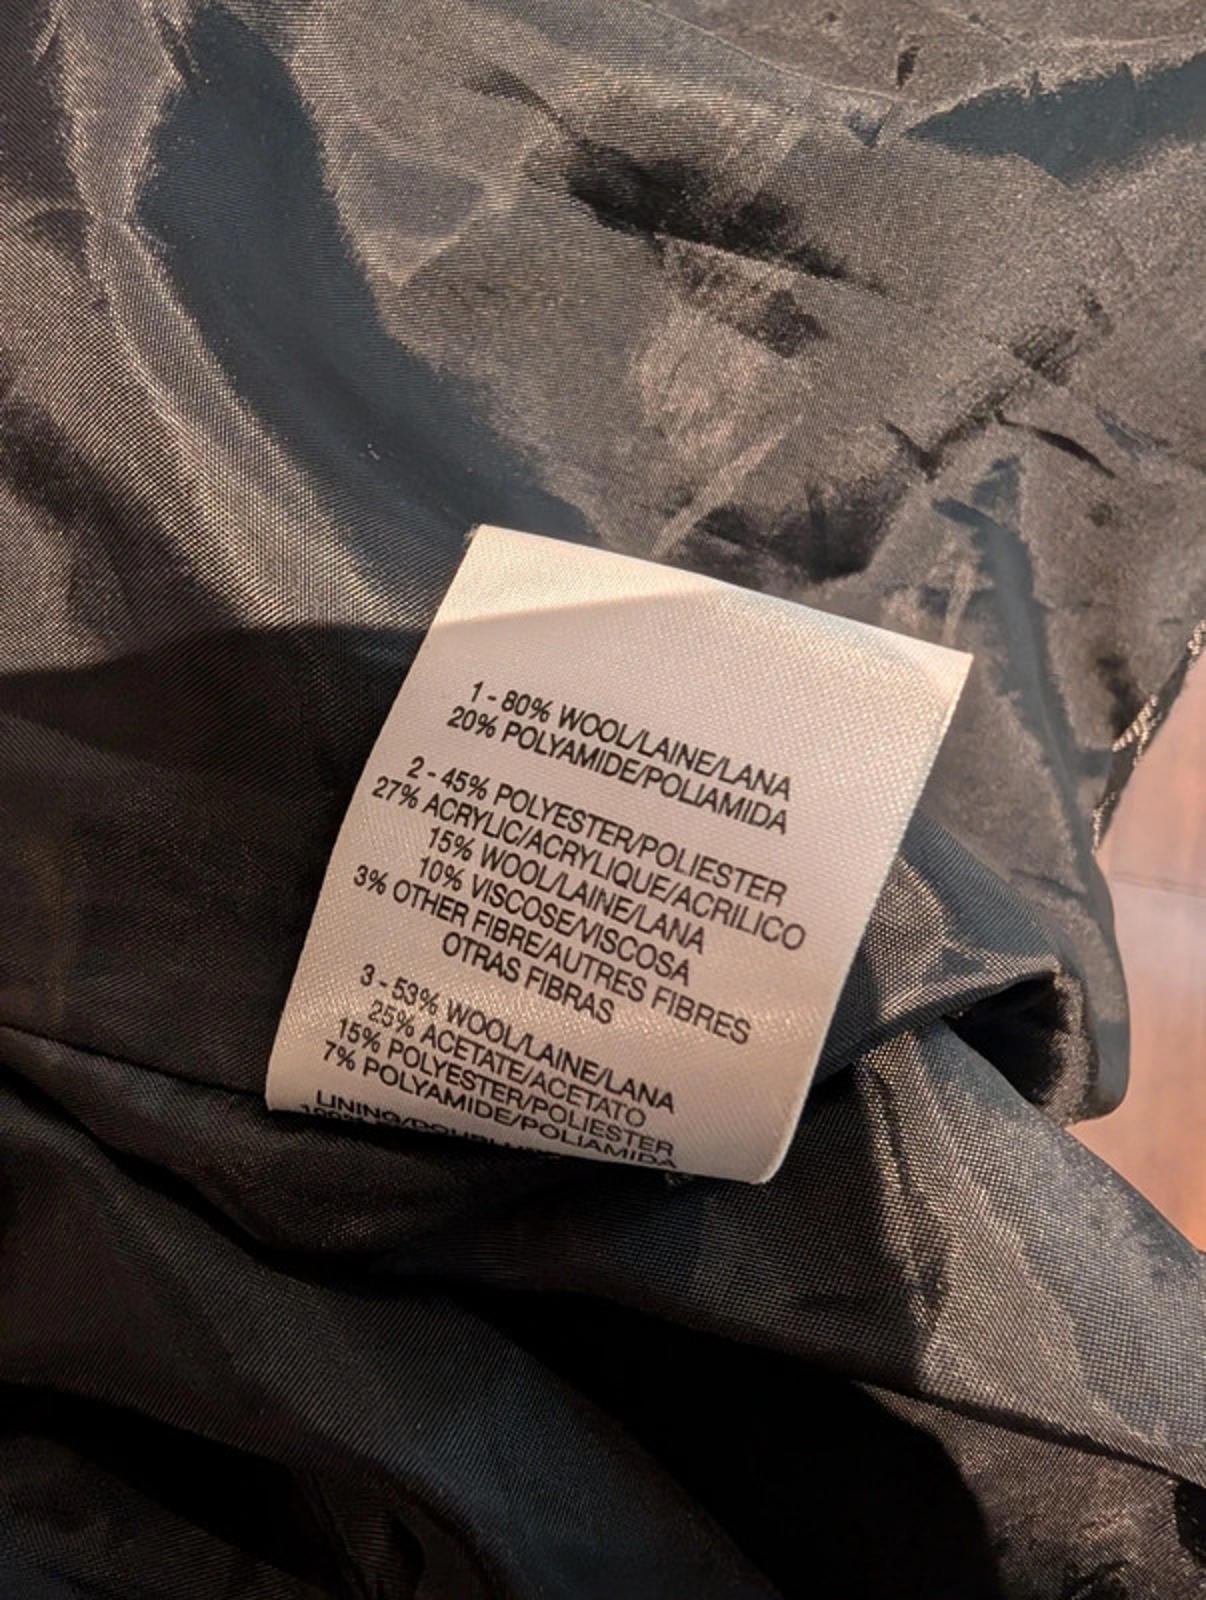 1 - 80% WOOL/LAINE/LANA
20% POLYAMIDE/POLIAMIDA
2 - 45% POLYESTER/POLIESTER
27% ACRYLIC/ACRYLIQUE/ACRILICO
15% WOOL/LAINE/LANA
10% VISCOSE/VISCOSA
3% OTHER FIBRE/AUTRES FIBRES
OTRAS FIBRAS
3 - 53% WOOL/LAINE/LANA
25% ACETATE/ACETATO
15% POLYESTER/POLIESTER
7% POLYAMIDE/POLIAMIDA
LINING/
100%